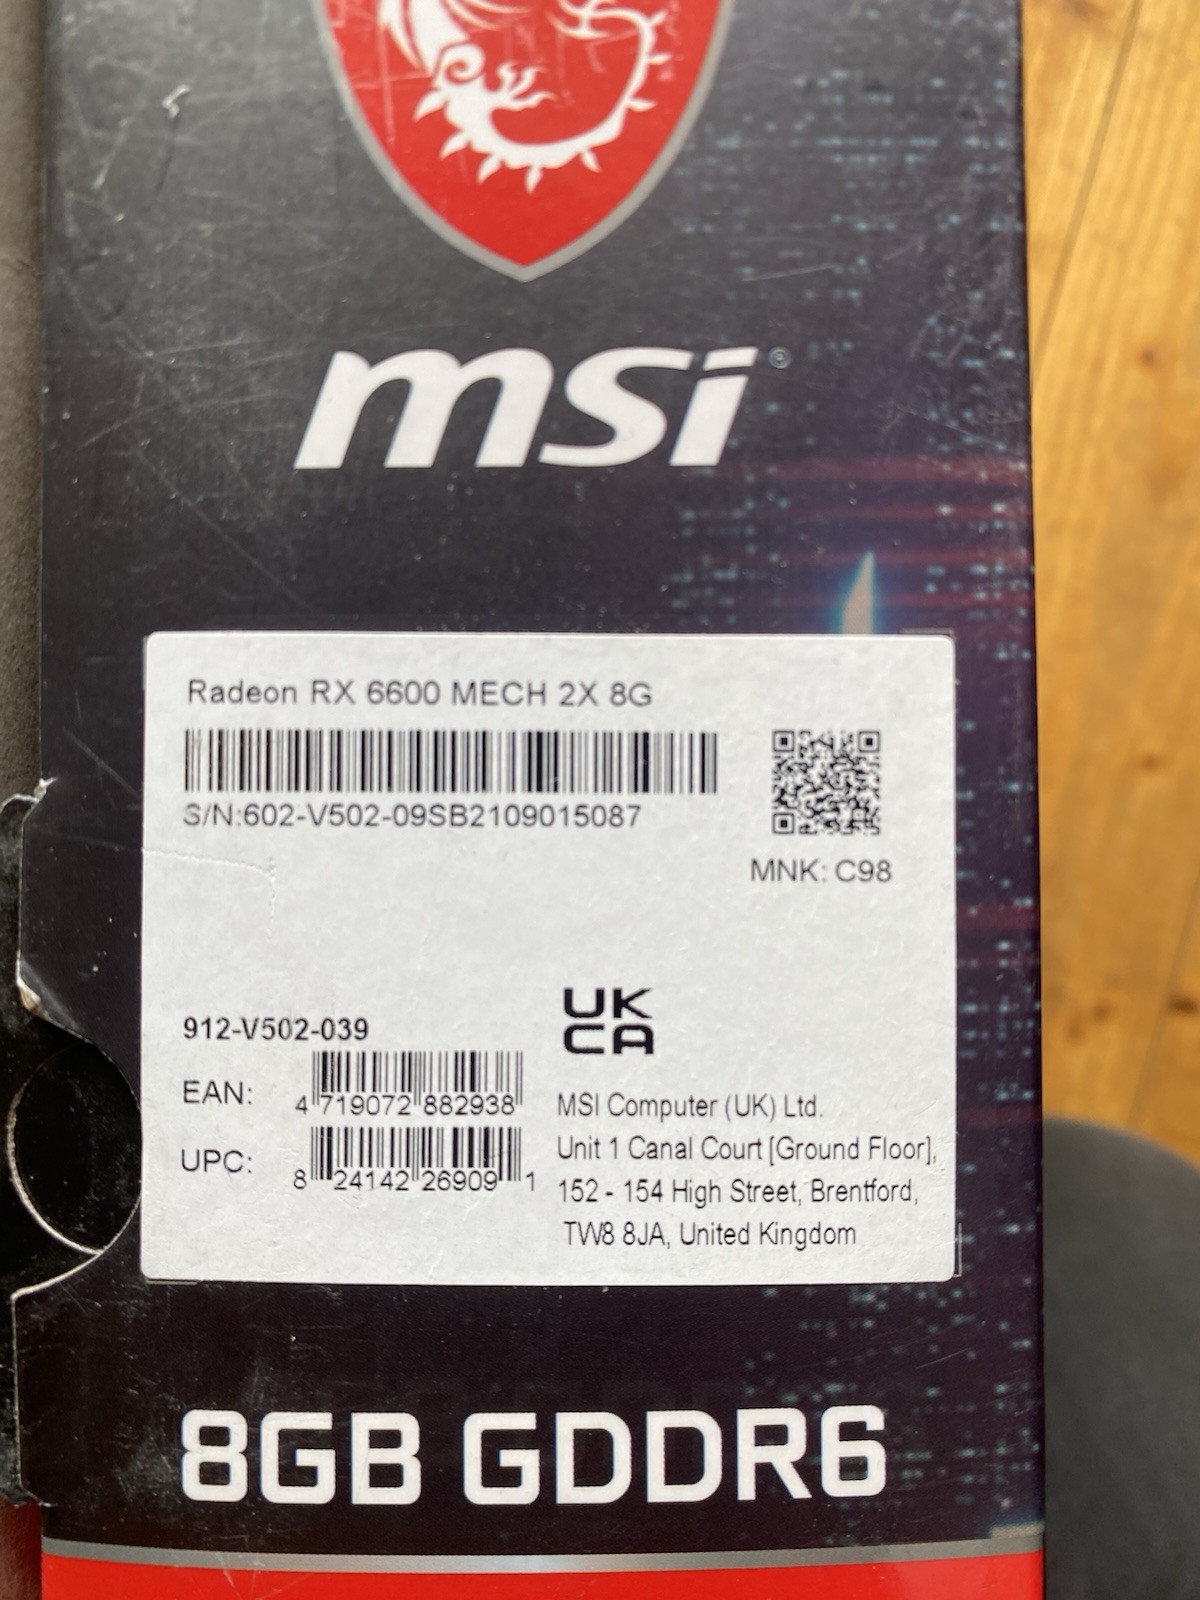 msi®
Radeon RX 6600 MECH 2X 8G
S/N:602-V502-09SB2109015087
MNK: C98
912-V502-039
UK
CA
EAN:
4 719072 882938
UPC:
8 24142 26909 1
MSI Computer (UK) Ltd.
Unit 1 Canal Court [Ground Floor],
152 - 154 High Street, Brentford,
TW8 8JA, United Kingdom
8GB GDDR6